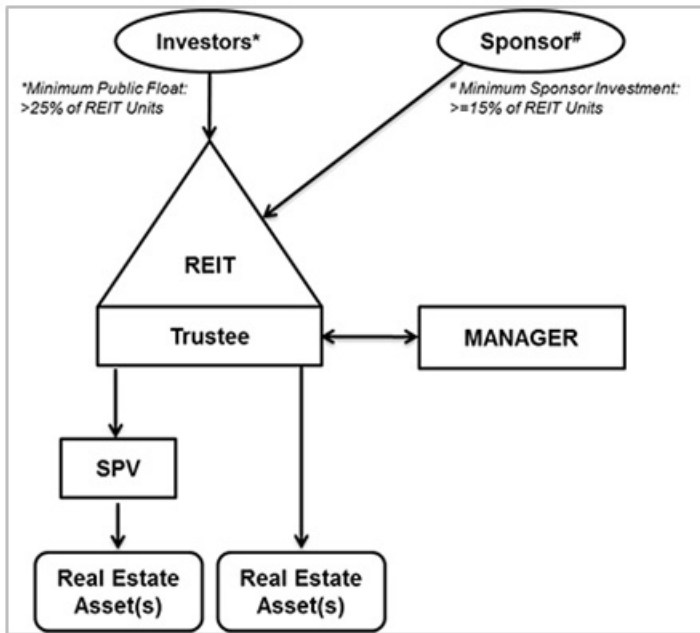 Investors*
Sponsor#
*Minimum Public Float:
>25% of REIT Units
# Minimum Sponsor Investment:
>=15% of REIT Units
REIT
Trustee
MANAGER
SPV
Real Estate
Asset(s)
Real Estate
Asset(s)